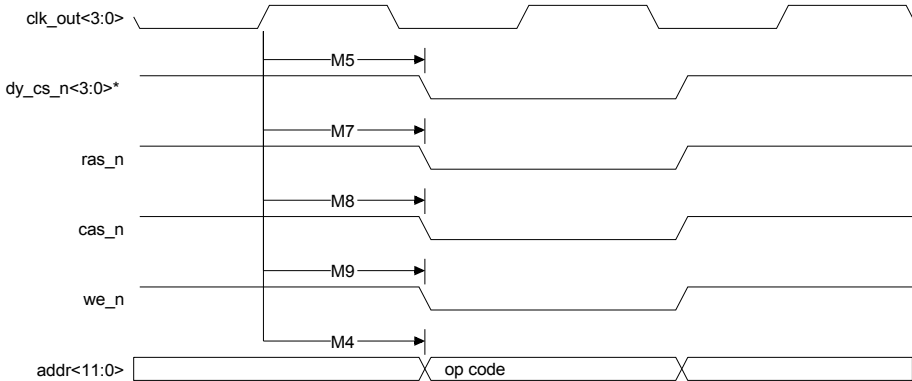 clk_out<3:0>
M5
dy_cs_n<3:0>*
M7
ras_n
M8
cas_n
M9
we_n
M4
addr<11:0>
op code